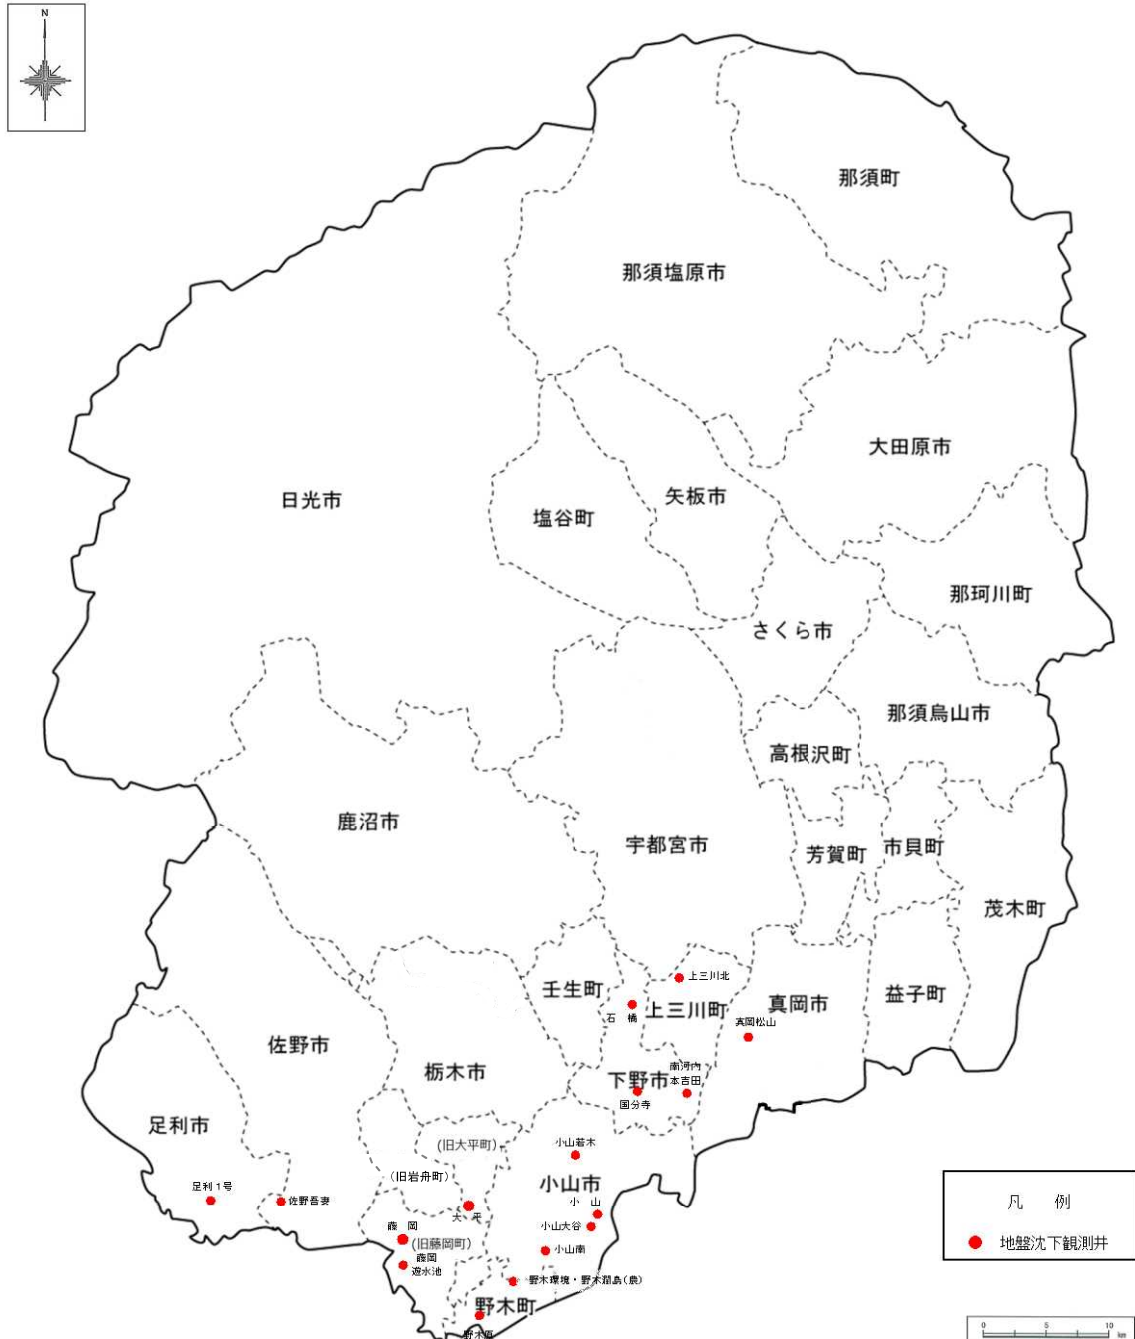 N
那須町
那須塩原市
大田原市
日光市
矢板市
塩谷町
那珂川町
さくら市
那須烏山市
高根沢町
鹿沼市
宇都宮市
芳賀町
市貝町
茂木町
上三川北
壬生町
益子町
石 橋
上三川町
真岡市
真岡松山
佐野市
栃木市
下野市
南河内
本吉田
国分寺
足利市
(旧大平町)
小山若木
(旧岩舟町)
小山市
足利1号
佐野吾妻
大 平
小 山
藤 岡
小山大谷
(旧藤岡町)
小山南
藤岡
遊水池
野木環境・野木潤島(農)
野木町
野木原
凡 例
地盤沈下観測井
0 5 10
km